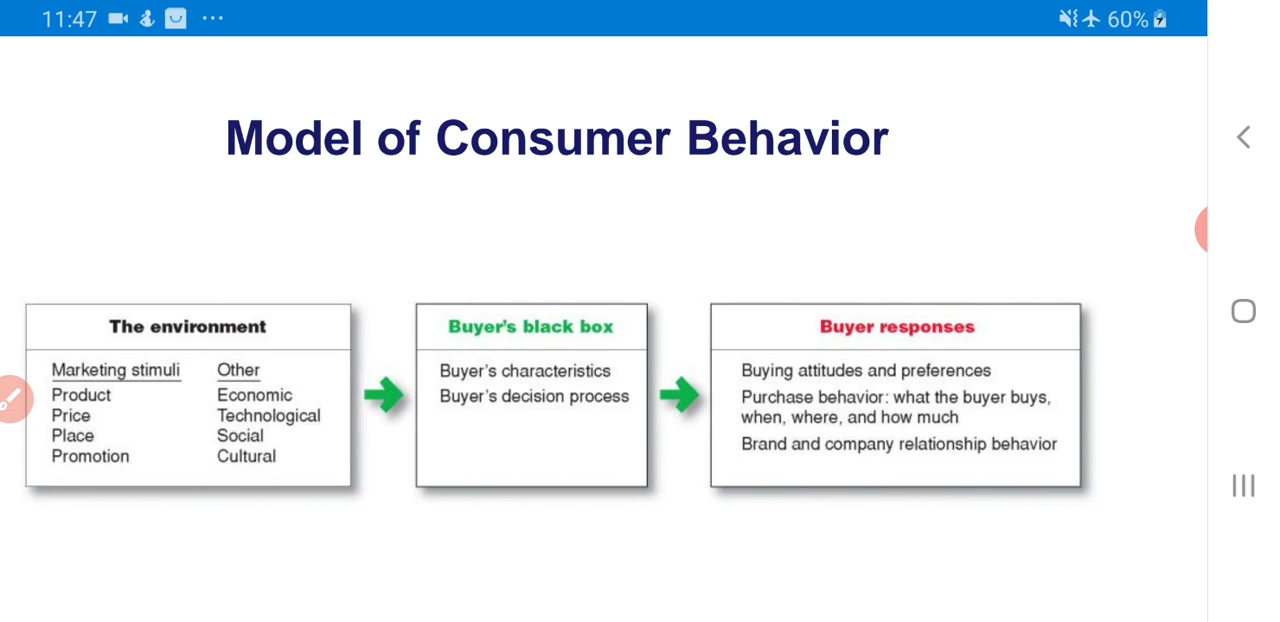 11:47
60%
Model of Consumer Behavior
The environment
Marketing stimuli
Product
Price
Place
Promotion
Other
Economic
Technological
Social
Cultural
Buyer's black box
Buyer's characteristics
Buyer's decision process
Buyer responses
Buying attitudes and preferences
Purchase behavior: what the buyer buys,
when, where, and how much
Brand and company relationship behavior